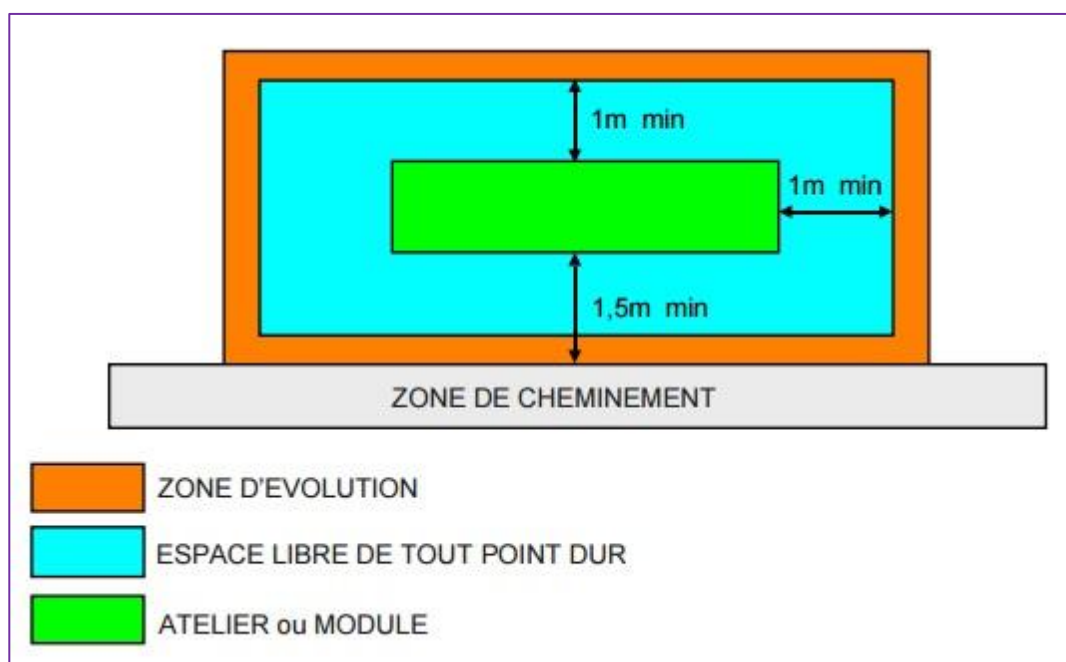 1m min
1m min
1,5m min
ZONE DE CHEMINEMENT
ZONE D'EVOLUTION
ESPACE LIBRE DE TOUT POINT DUR
ATELIER ou MODULE